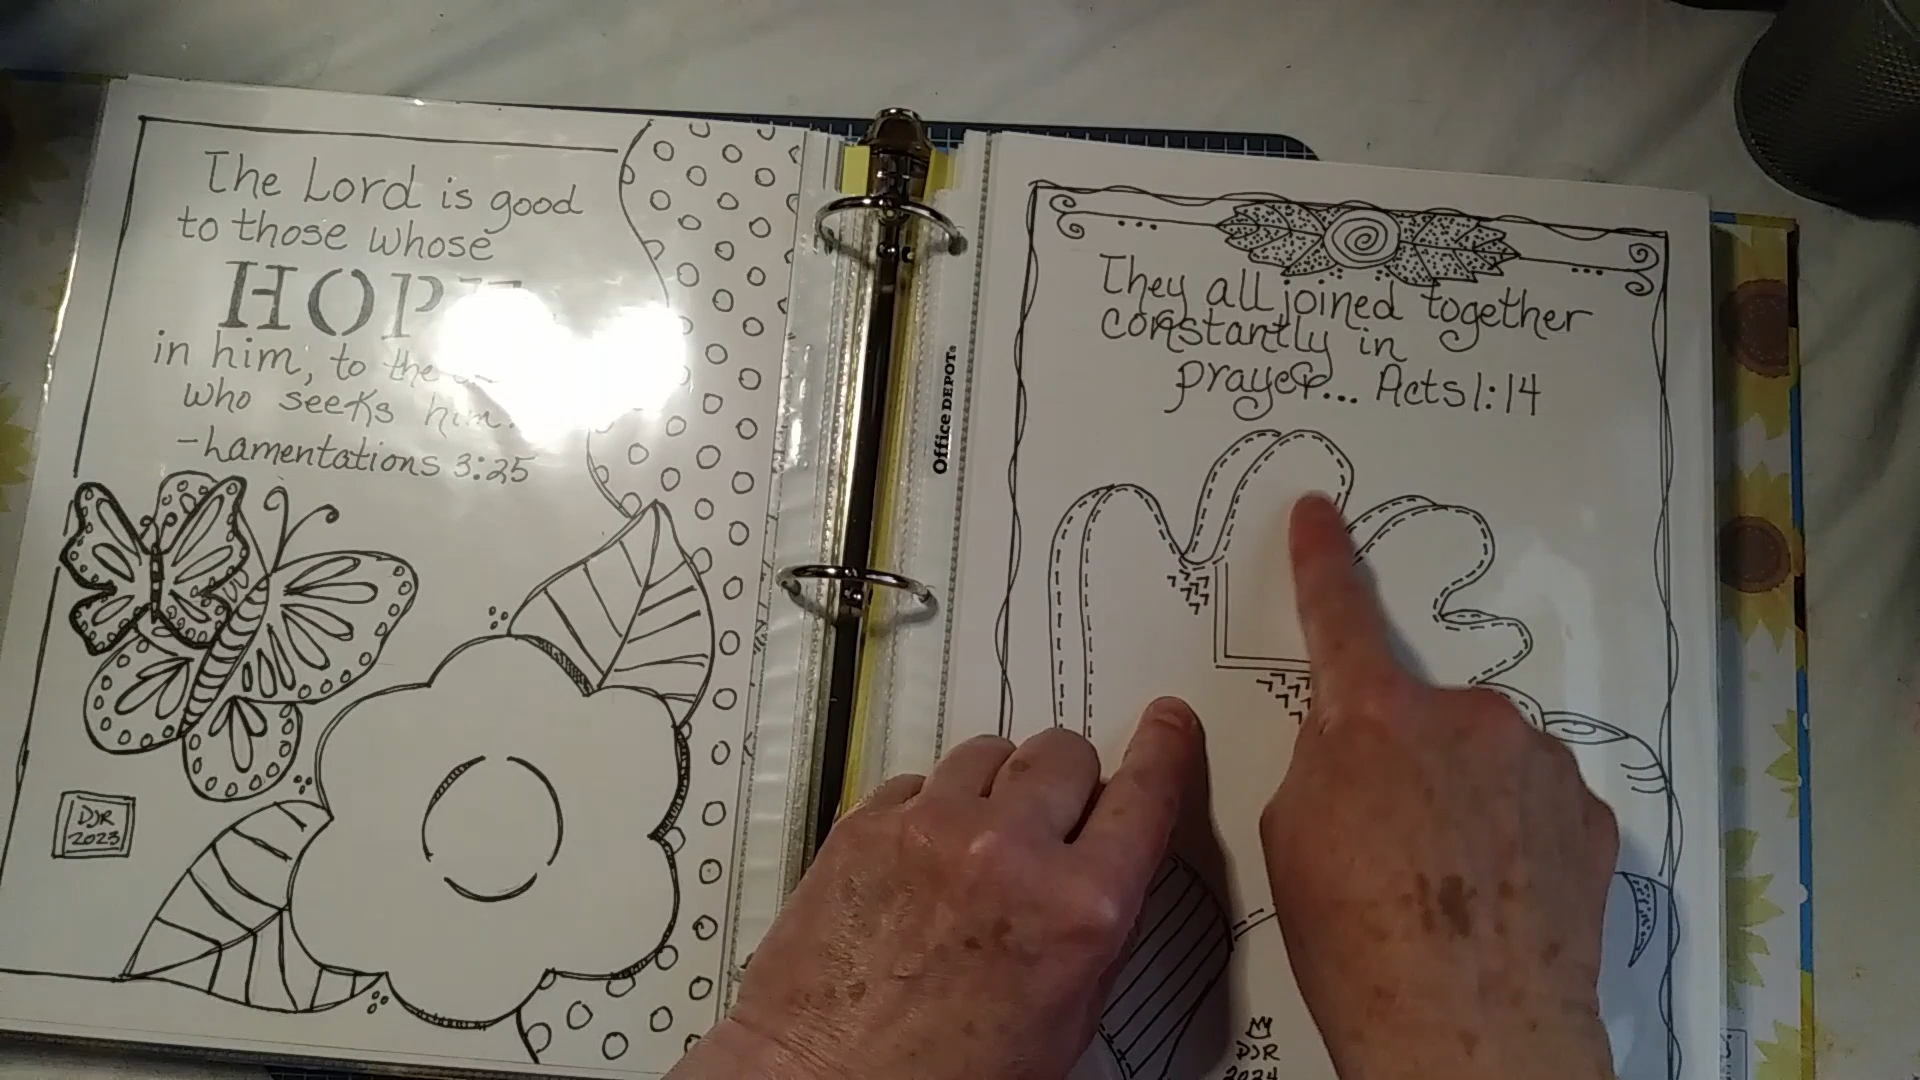 The Lord is good
to those whose
HOPE
in him, to the
who seeks him.
-Lamentations 3:25
DJR
2023
Office DEPOT
They all joined together
constantly in
prayer... Acts 1:14
DJR
2024